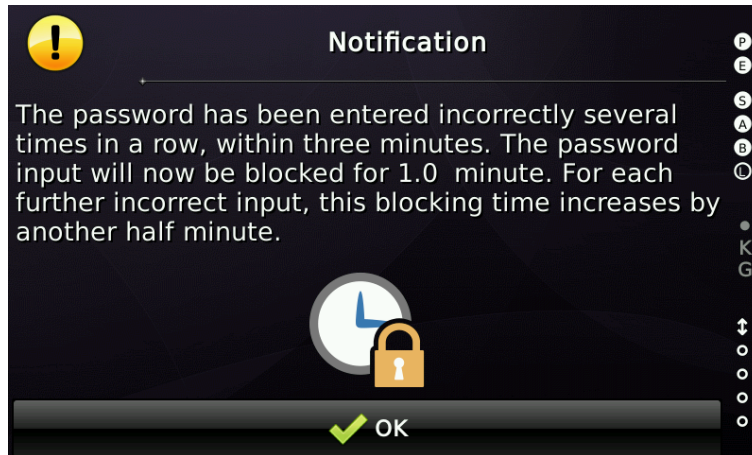 Notification
The password has been entered incorrectly several
times in a row, within three minutes. The password
input will now be blocked for 1.0  minute. For each
further incorrect input, this blocking time increases by
another half minute.
OK
P
E
S
A
B
L
K
G